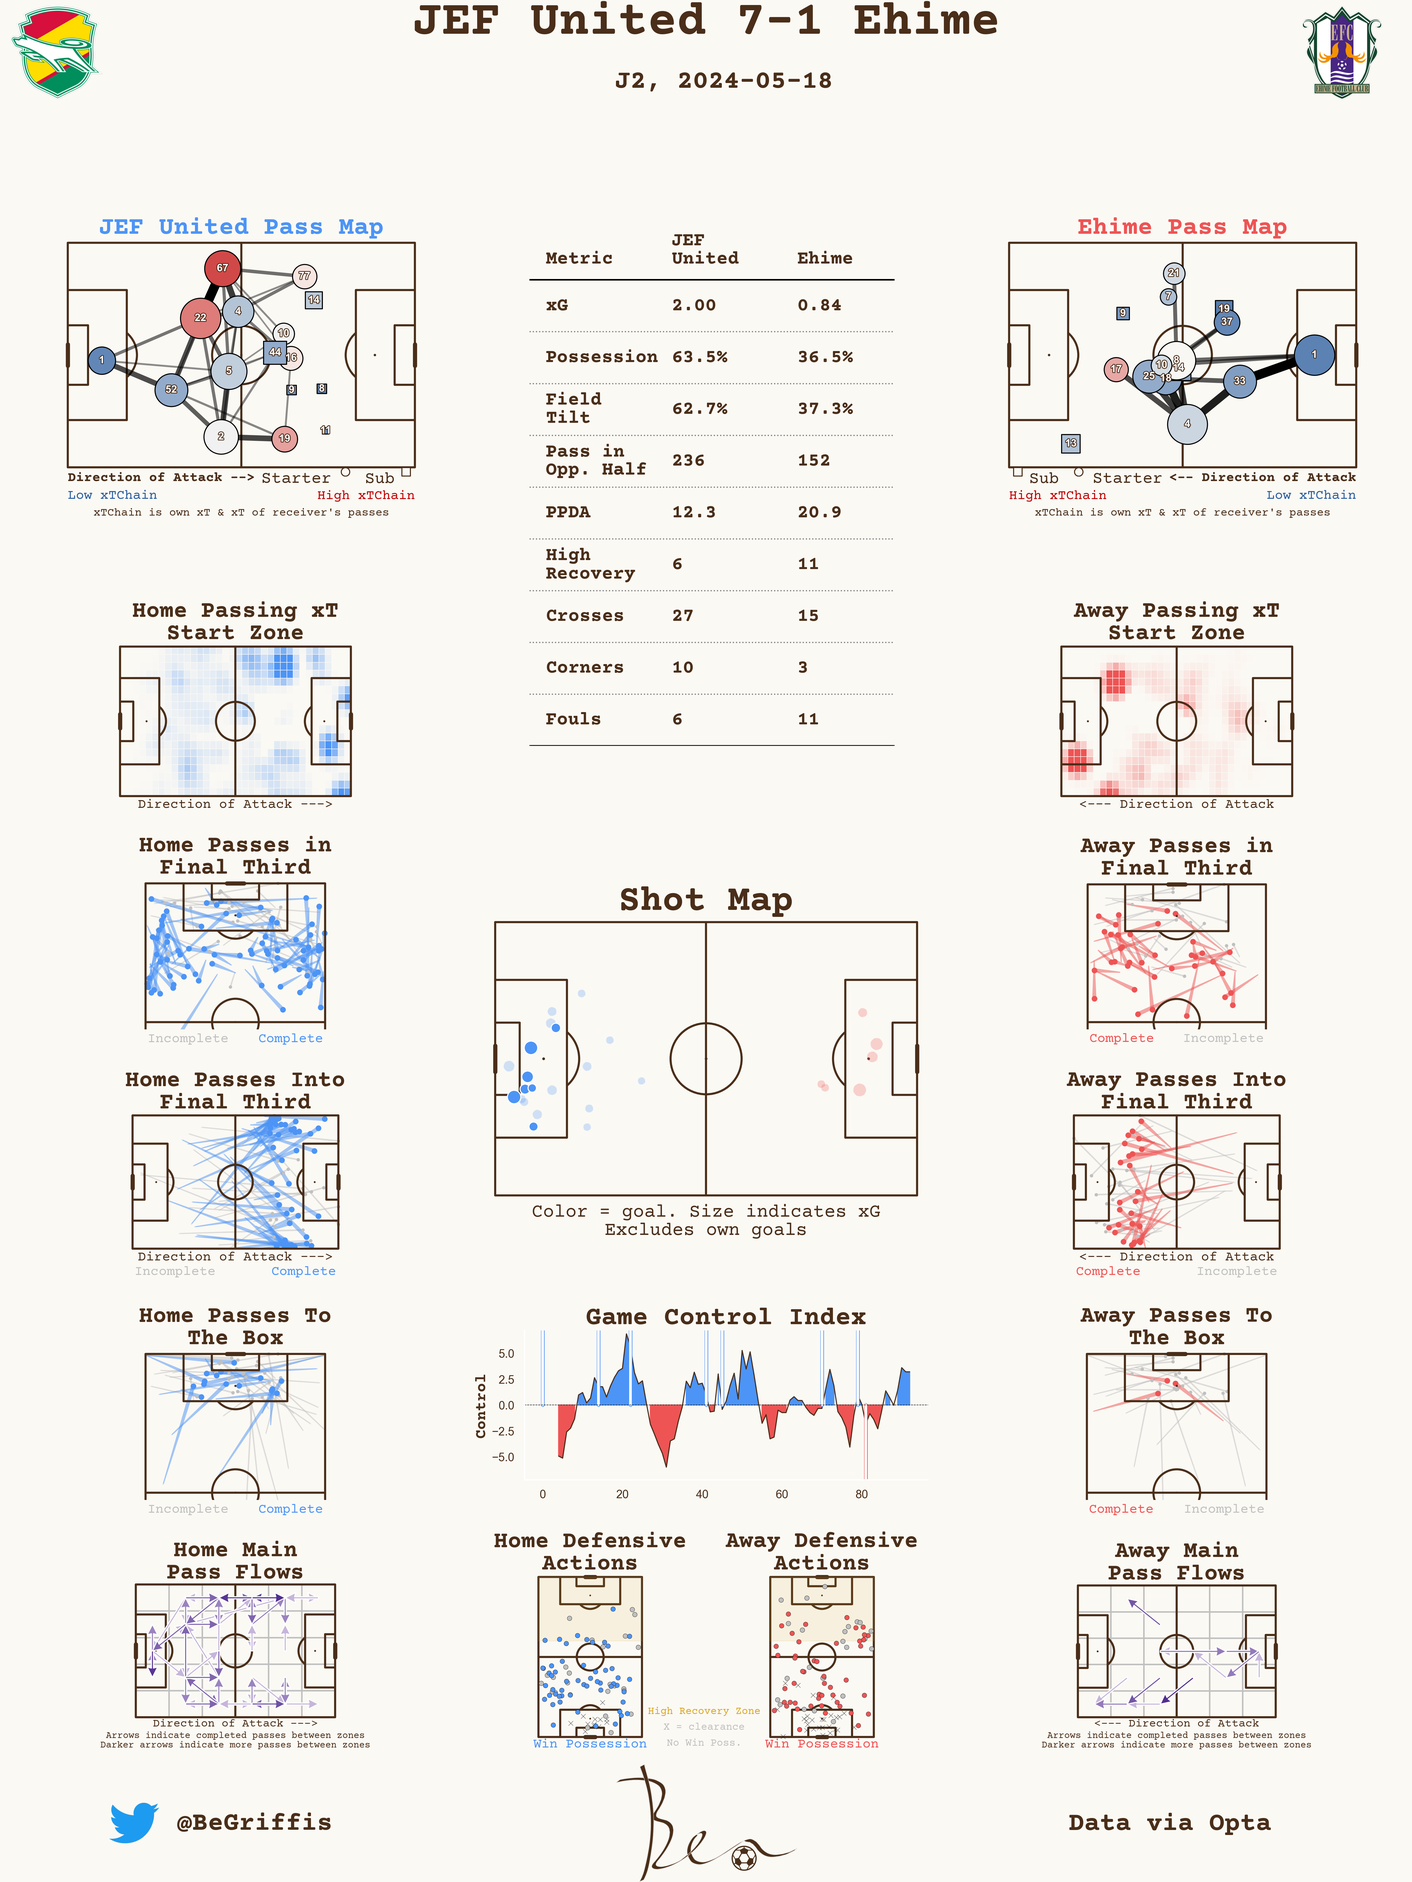 JEF United 7-1 Ehime
J2, 2024-05-18
EFC
EHIME FOOTBALL CLUB
JEF United Pass Map
67
77
14
4
22
10
44
16
1
5
52
9
8
2
19
11
Direction of Attack --> Starter Sub
Low xTChain High xTChain
xTChain is own xT & xT of receiver's passes
Metric JEF United Ehime
xG 2.00 0.84
Possession 63.5% 36.5%
Field Tilt 62.7% 37.3%
Pass in Opp. Half 236 152
PPDA 12.3 20.9
High Recovery 6 11
Crosses 27 15
Corners 10 3
Fouls 6 11
Ehime Pass Map
21
7
9
19
37
1
8
10
14
17
25
18
33
4
13
Sub Starter <-- Direction of Attack
High xTChain Low xTChain
xTChain is own xT & xT of receiver's passes
Home Passing xT
Start Zone
Direction of Attack --->
Away Passing xT
Start Zone
<--- Direction of Attack
Home Passes in
Final Third
Incomplete Complete
Away Passes in
Final Third
Complete Incomplete
Shot Map
Color = goal. Size indicates xG
Excludes own goals
Home Passes Into
Final Third
Direction of Attack --->
Incomplete Complete
Away Passes Into
Final Third
<--- Direction of Attack
Complete Incomplete
Home Passes To
The Box
Incomplete Complete
Game Control Index
Control
5.0
2.5
0.0
−2.5
−5.0
0 20 40 60 80
Away Passes To
The Box
Complete Incomplete
Home Main
Pass Flows
Direction of Attack --->
Arrows indicate completed passes between zones
Darker arrows indicate more passes between zones
Home Defensive
Actions
Win Possession
High Recovery Zone
X = clearance
No Win Poss.
Away Defensive
Actions
Win Possession
Away Main
Pass Flows
<--- Direction of Attack
Arrows indicate completed passes between zones
Darker arrows indicate more passes between zones
@BeGriffis
Ben
Data via Opta